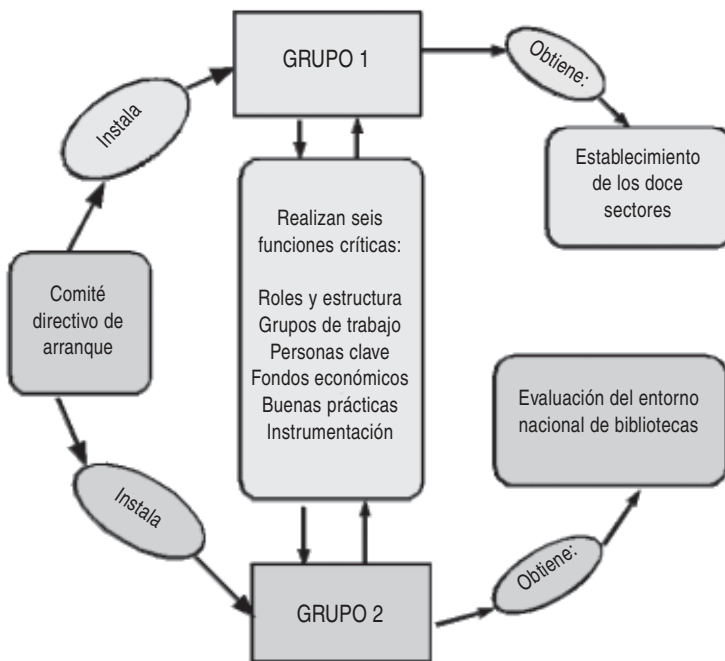 GRUPO 1
Obtiene:
Instala
Establecimiento
de los doce
sectores
Realizan seis
funciones críticas:
Roles y estructura
Grupos de trabajo
Personas clave
Fondos económicos
Buenas prácticas
Instrumentación
Comité
directivo de
arranque
Evaluación del entorno
nacional de bibliotecas
Instala
Obtiene:
GRUPO 2